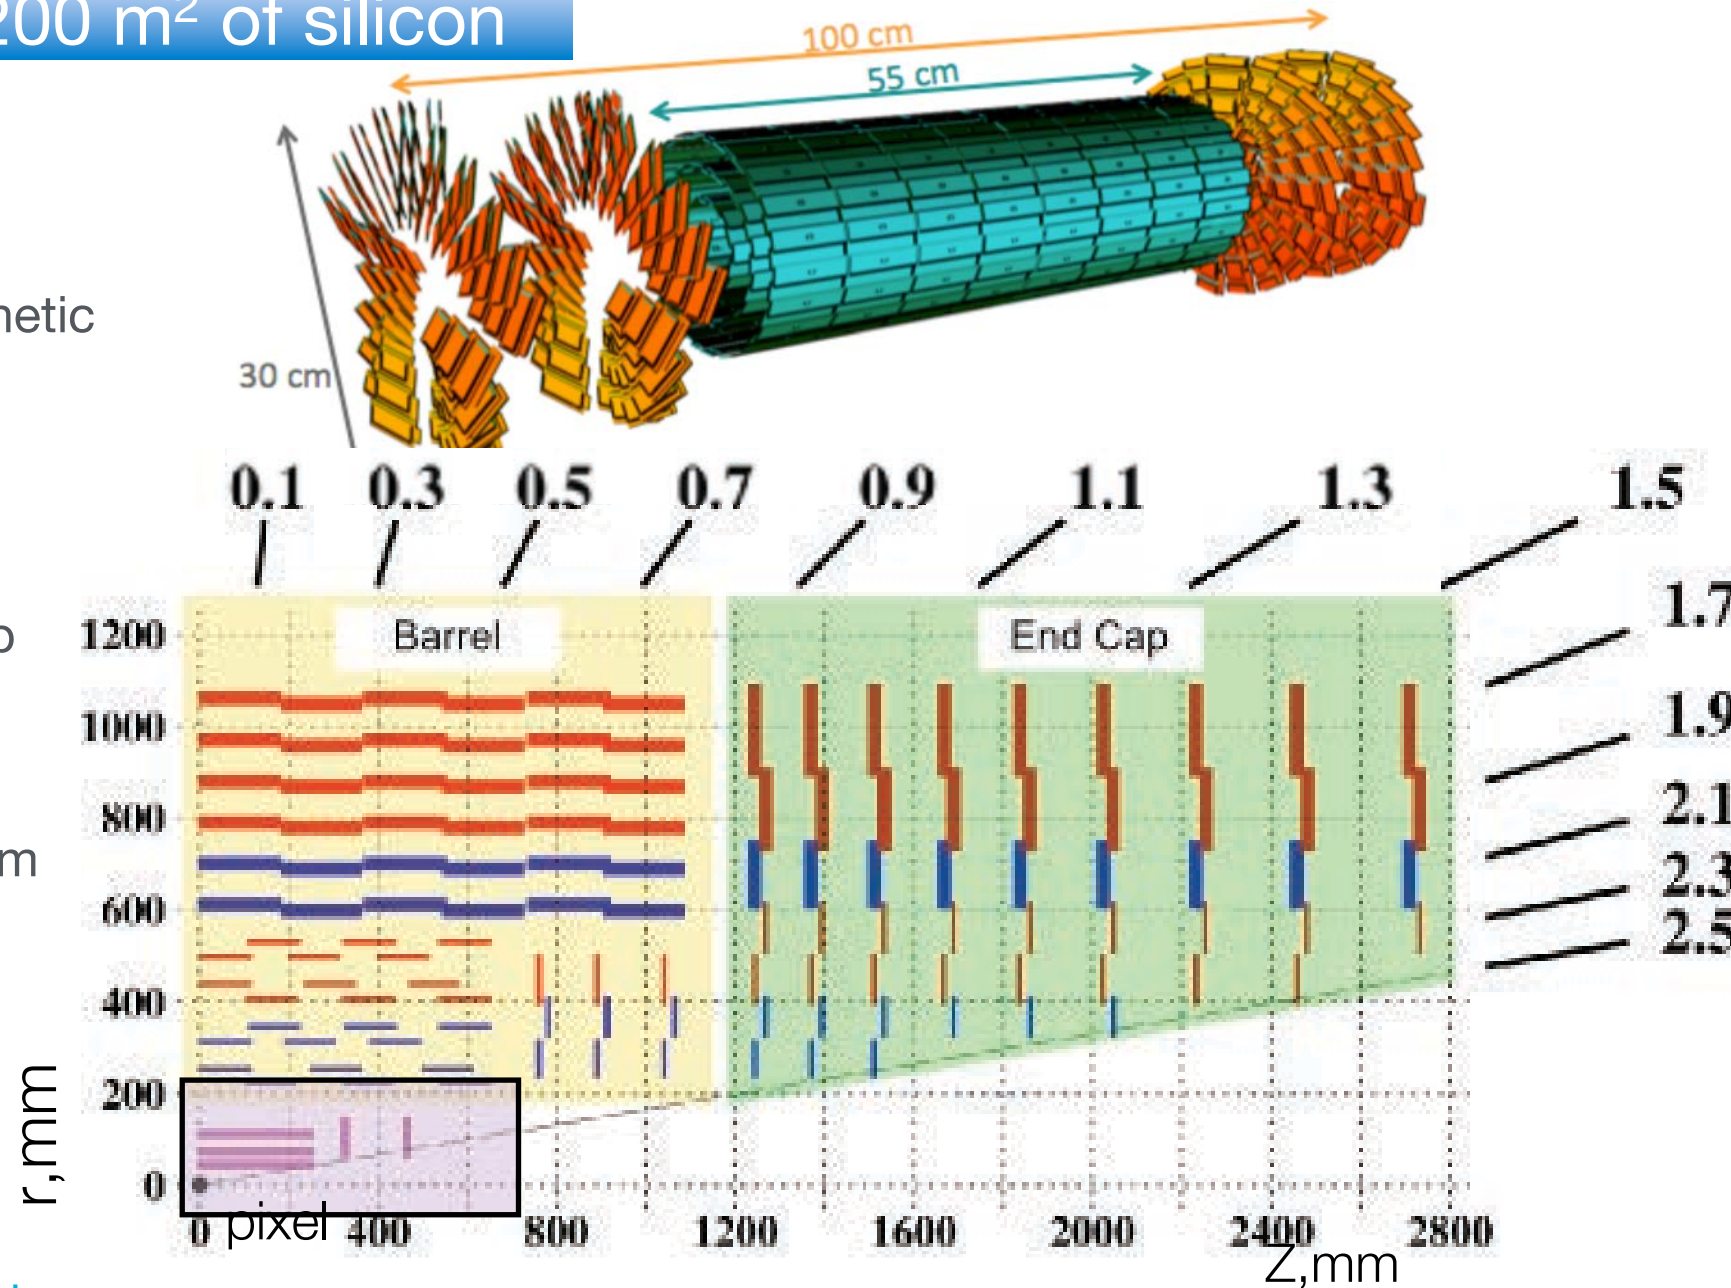 200 m² of silicon
100 cm
55 cm
netic
30 cm
0.1 0.3 0.5 0.7 0.9 1.1 1.3 1.5
1.7
Barrel
End Cap
1200
1.9
1000
2.1
800
m
2.3
600
2.5
400
200
r,mm
0
pixel
0 400 800 1200 1600 2000 2400 2800
Z,mm